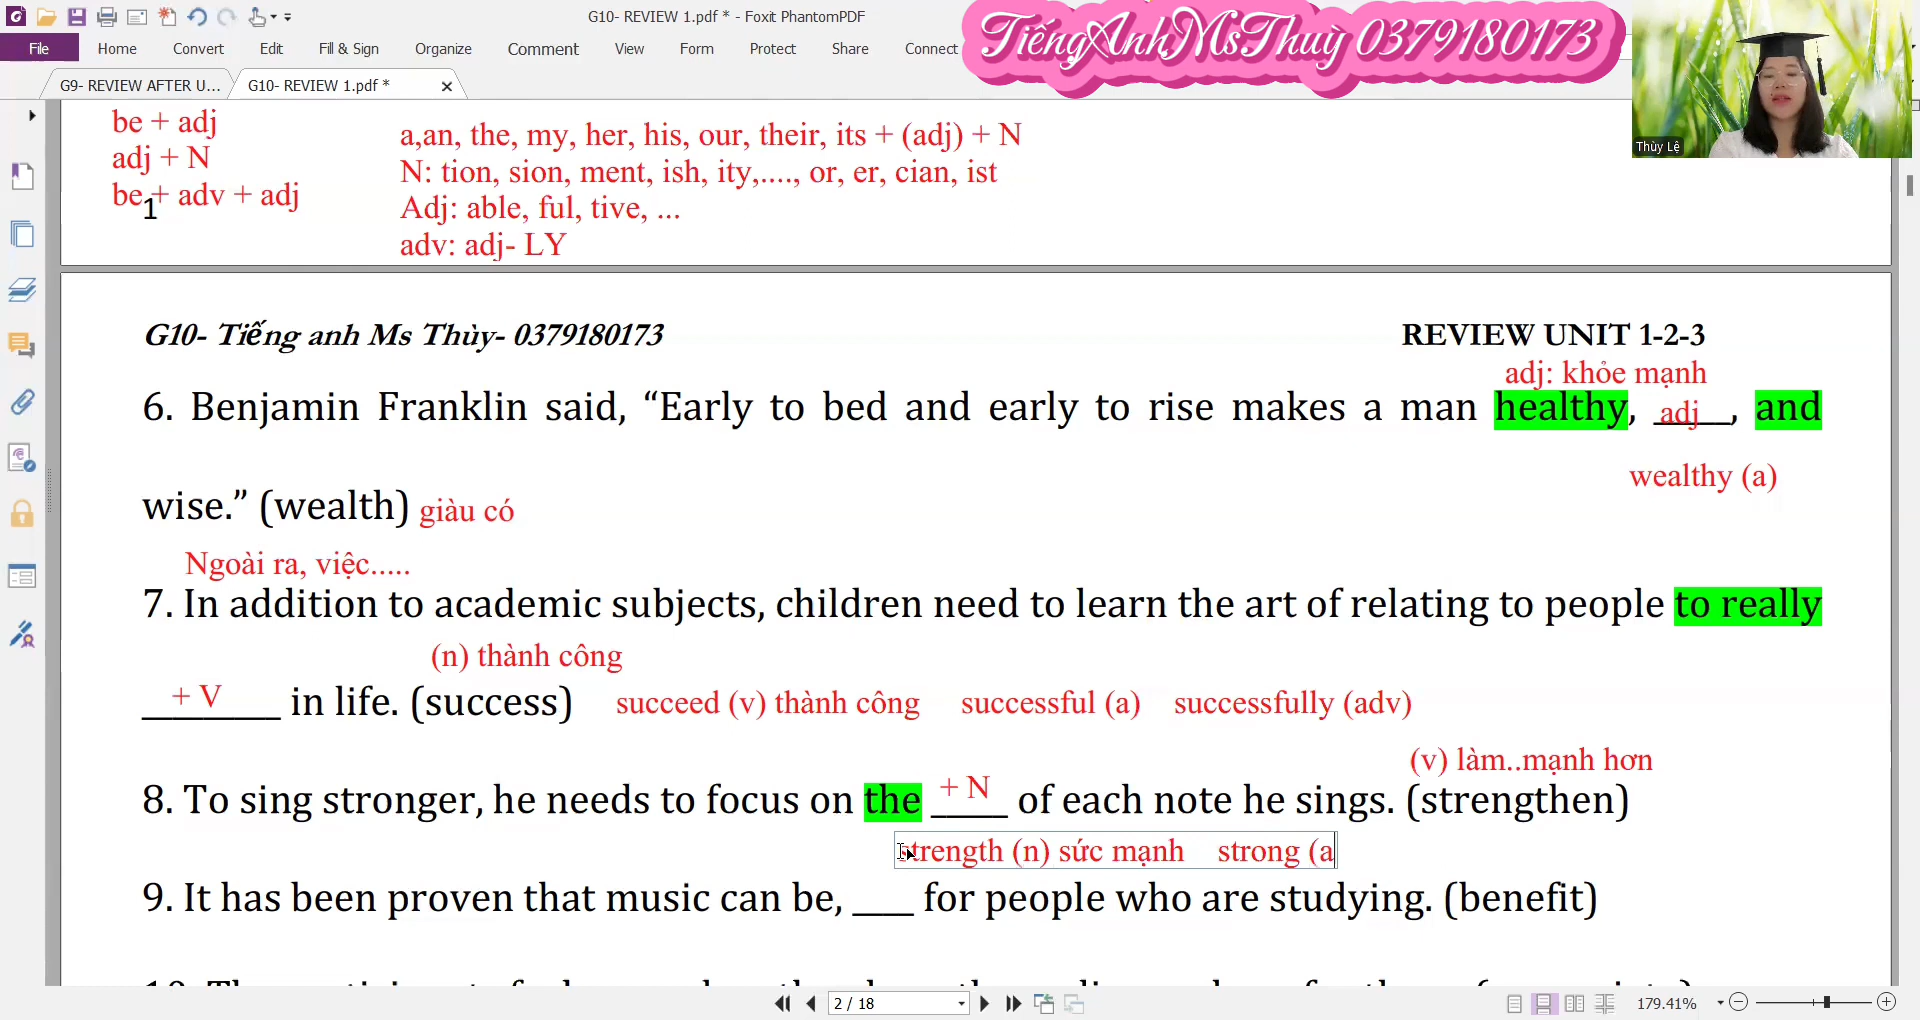 G10- REVIEW 1.pdf * - Foxit PhantomPDF
TiếngAnhMsThuỳ 0379180173
File Home Convert Edit Fill & Sign Organize Comment View Form Protect Share Connect
G9- REVIEW AFTER U... G10- REVIEW 1.pdf *
Thùy Lệ
be + adj
adj + N
be + adv + adj
1
a,an, the, my, her, his, our, their, its + (adj) + N
N: tion, sion, ment, ish, ity,...., or, er, cian, ist
Adj: able, ful, tive, ...
adv: adj- LY
G10- Tiếng anh Ms Thùy- 0379180173
REVIEW UNIT 1-2-3
adj: khỏe mạnh
6. Benjamin Franklin said, “Early to bed and early to rise makes a man healthy, _____, and
adj
wealthy (a)
wise.” (wealth) giàu có
Ngoài ra, việc.....
7. In addition to academic subjects, children need to learn the art of relating to people to really
(n) thành công
+ V
_________ in life. (success) succeed (v) thành công successful (a) successfully (adv)
(v) làm..mạnh hơn
+ N
8. To sing stronger, he needs to focus on the _____ of each note he sings. (strengthen)
strength (n) sức mạnh strong (a
9. It has been proven that music can be, ____ for people who are studying. (benefit)
2 / 18
179.41%